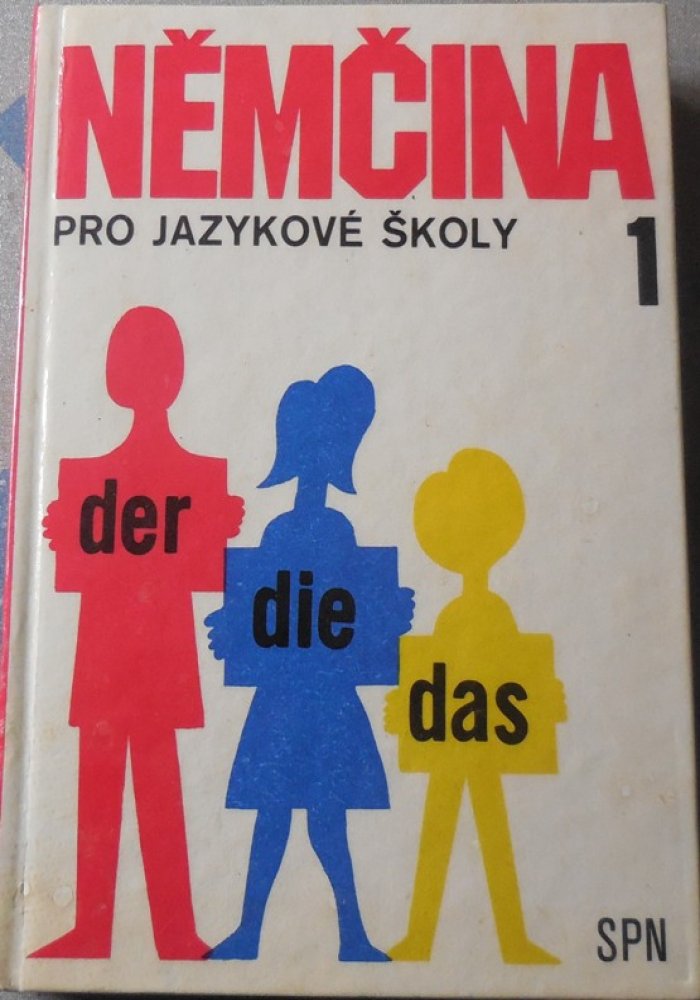 NĚMČINA
PRO JAZYKOVÉ ŠKOLY
1
der
die
das
SPN